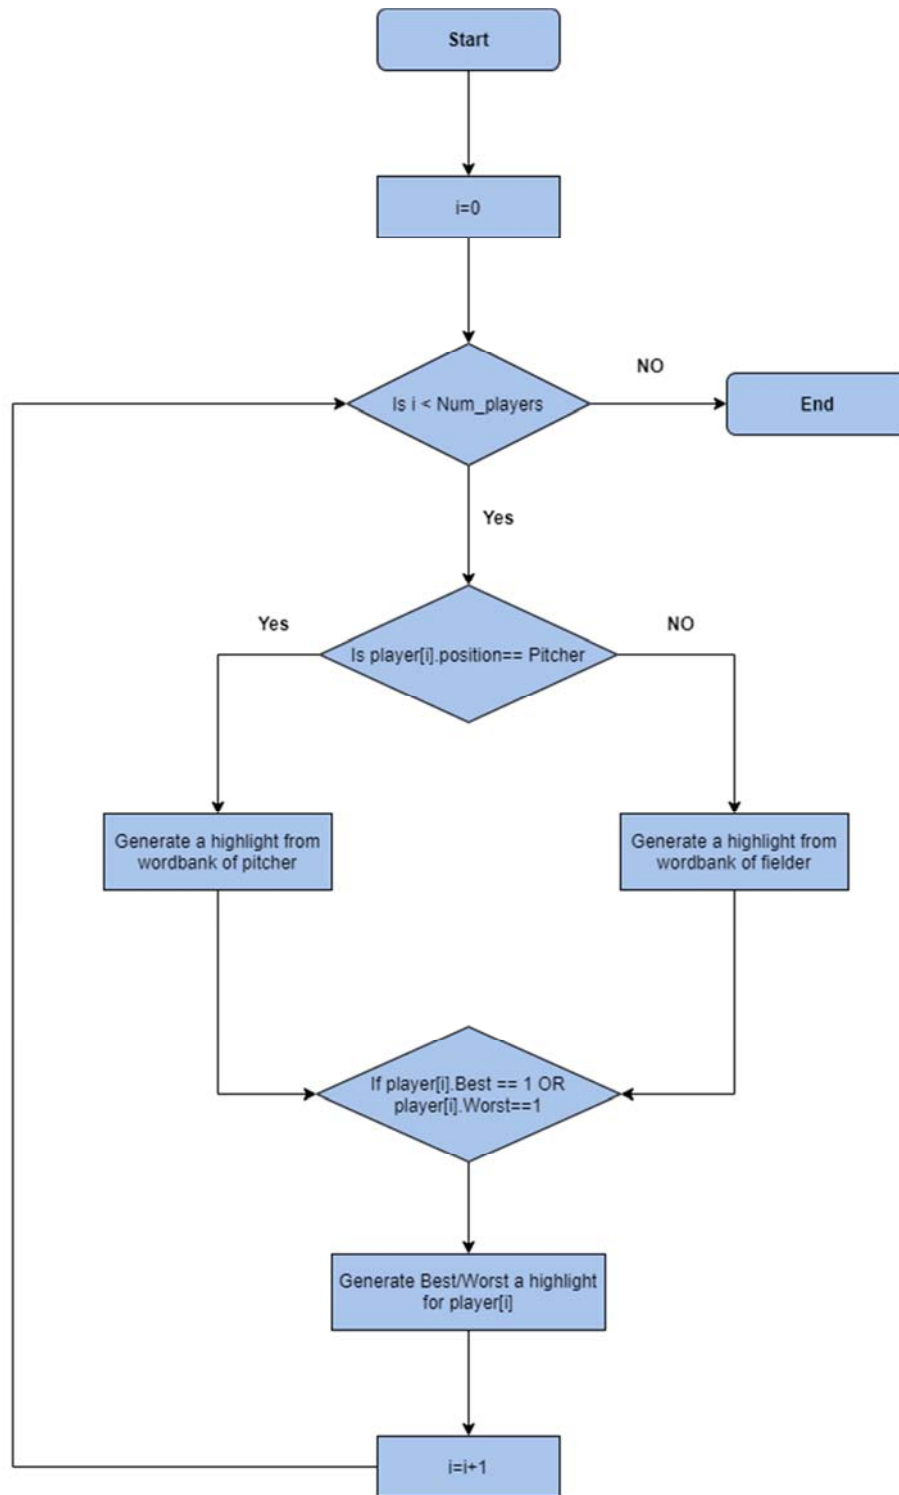 Start
i=0
NO
Is i < Num_players
End
Yes
Yes
NO
Is player[i].position== Pitcher
Generate a highlight from
wordbank of pitcher
Generate a highlight from
wordbank of fielder
If player[i].Best == 1 OR
player[i].Worst==1
Generate Best/Worst a highlight
for player[i]
i=i+1